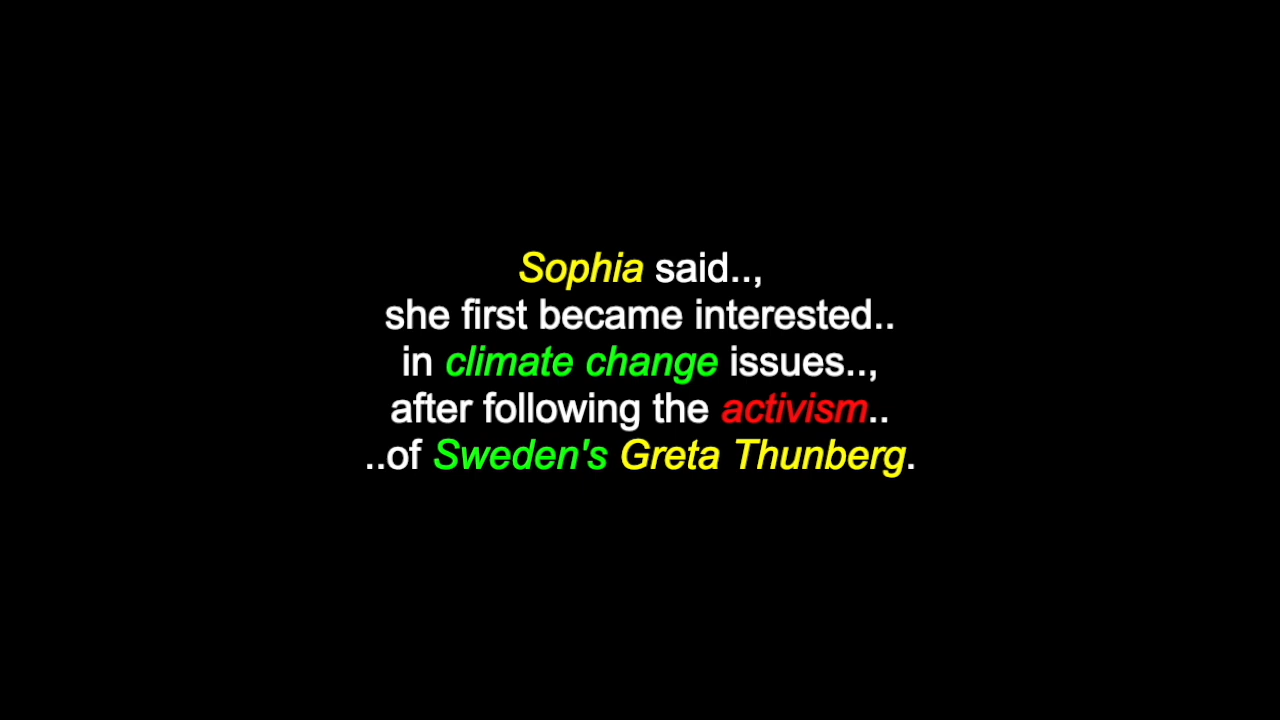 Sophia said..,
she first became interested..
in climate change issues..,
after following the activism..
..of Sweden's Greta Thunberg.